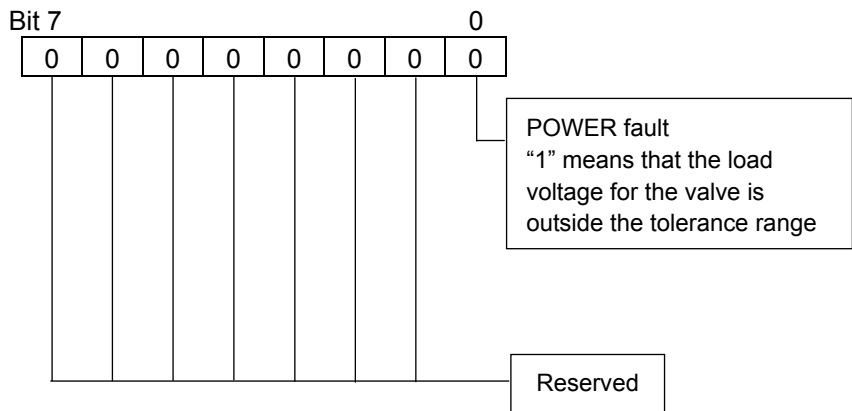 Bit 7 0
0 0 0 0 0 0 0 0
POWER fault
“1” means that the load
voltage for the valve is
outside the tolerance range
Reserved